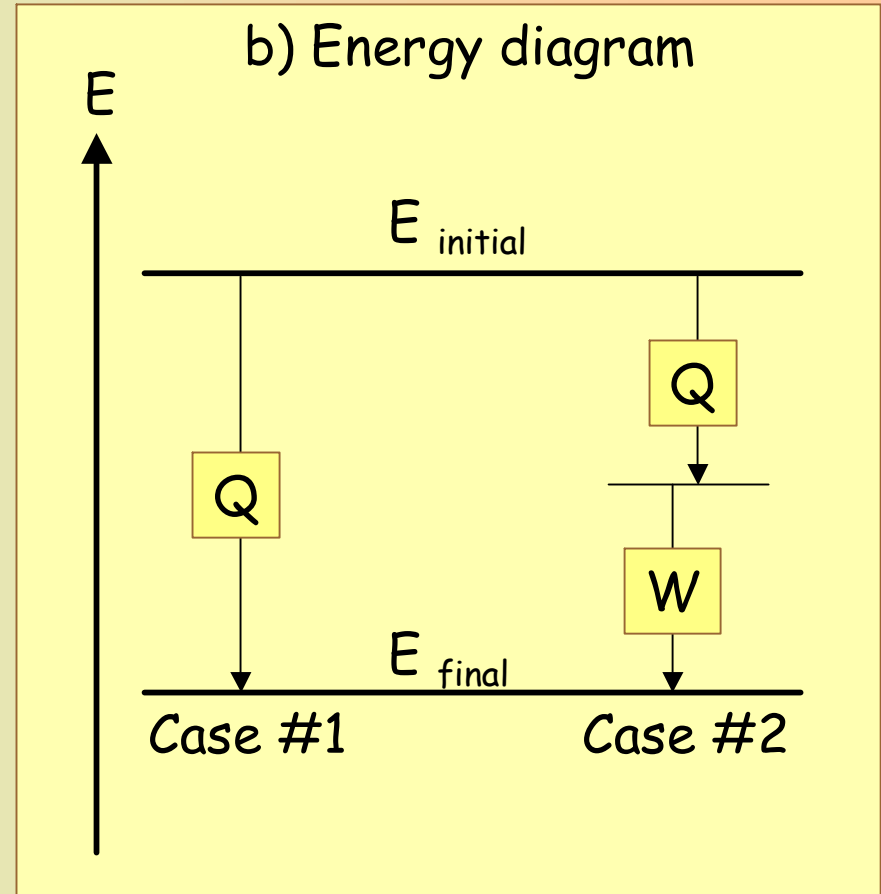 b) Energy diagram
E
E initial
Q
Q
W
E final
Case #1
Case #2